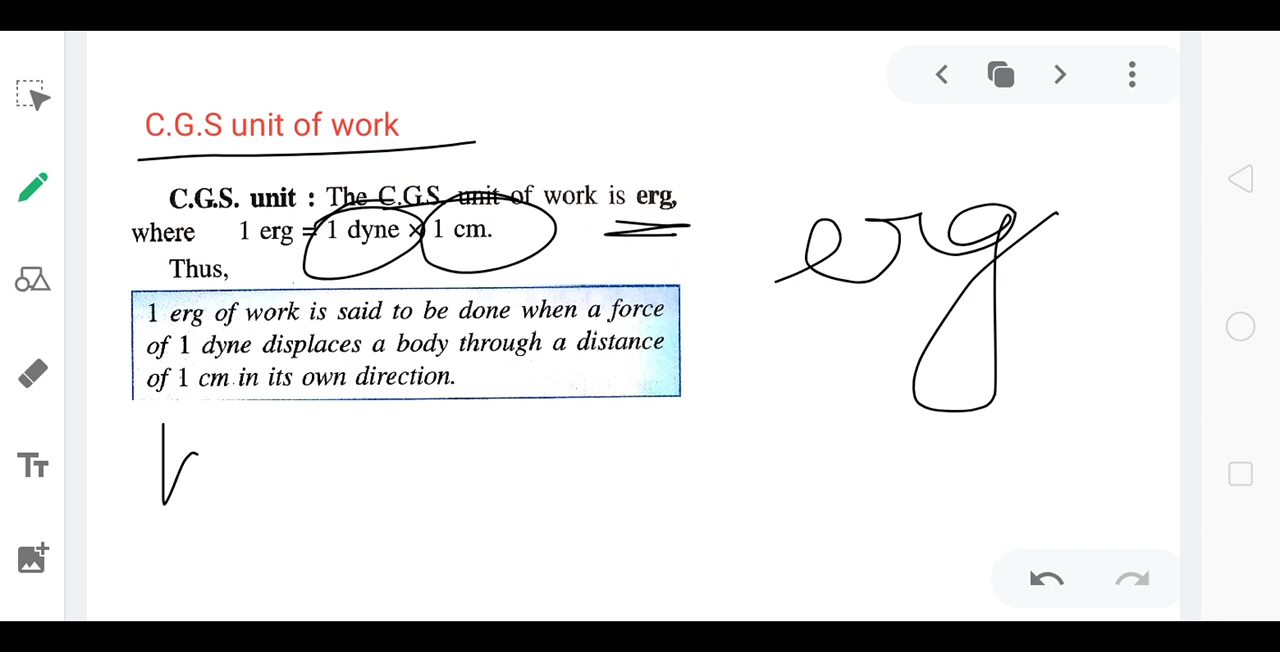 C.G.S unit of work
C.G.S. unit : The C.G.S. unit of work is erg,
where 1 erg = 1 dyne × 1 cm.
Thus,
1 erg of work is said to be done when a force
of 1 dyne displaces a body through a distance
of 1 cm in its own direction.
erg
TT